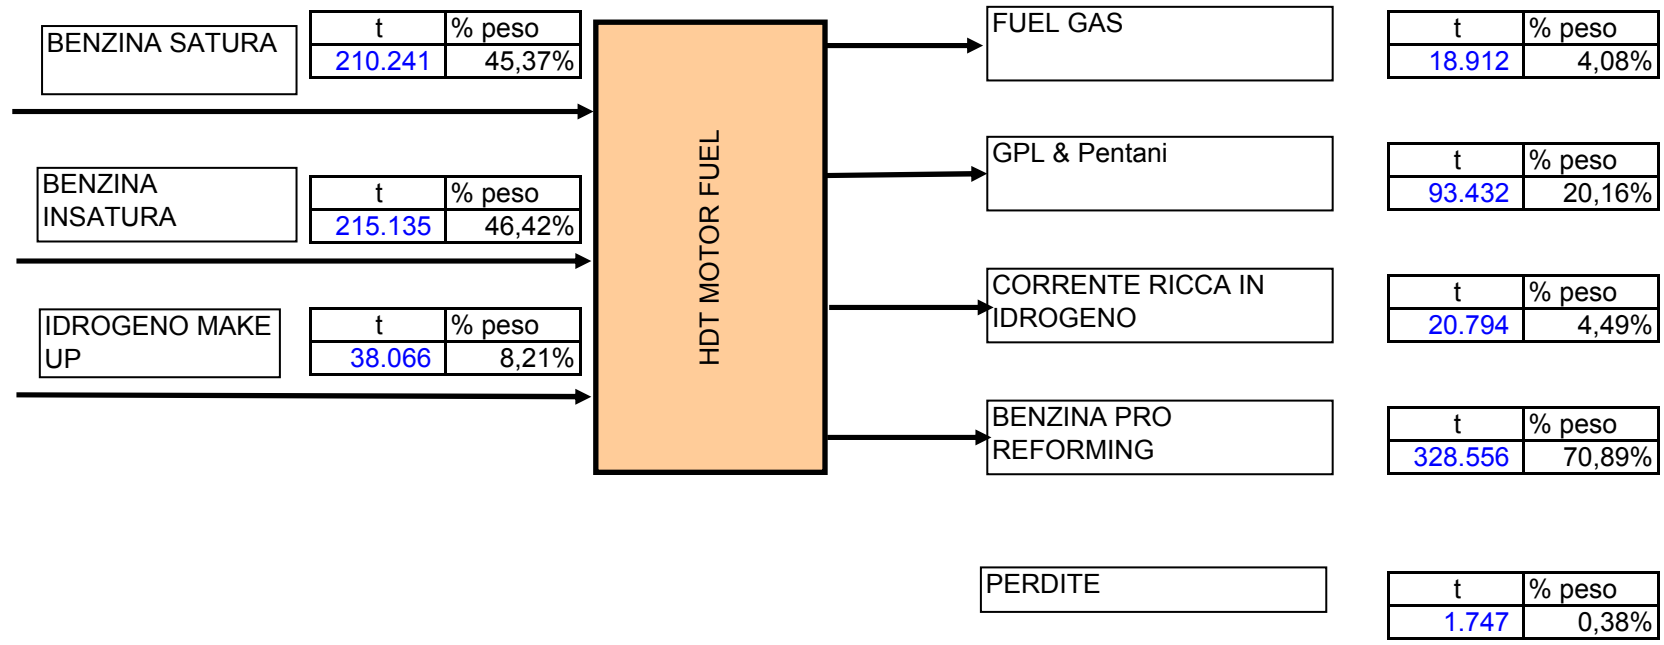 BENZINA SATURA
t % peso
210.241 45,37%
BENZINA
INSATURA
t % peso
215.135 46,42%
IDROGENO MAKE
UP
t % peso
38.066 8,21%
HDT MOTOR FUEL
FUEL GAS
t % peso
18.912 4,08%
GPL & Pentani
t % peso
93.432 20,16%
CORRENTE RICCA IN
IDROGENO
t % peso
20.794 4,49%
BENZINA PRO
REFORMING
t % peso
328.556 70,89%
PERDITE
t % peso
1.747 0,38%